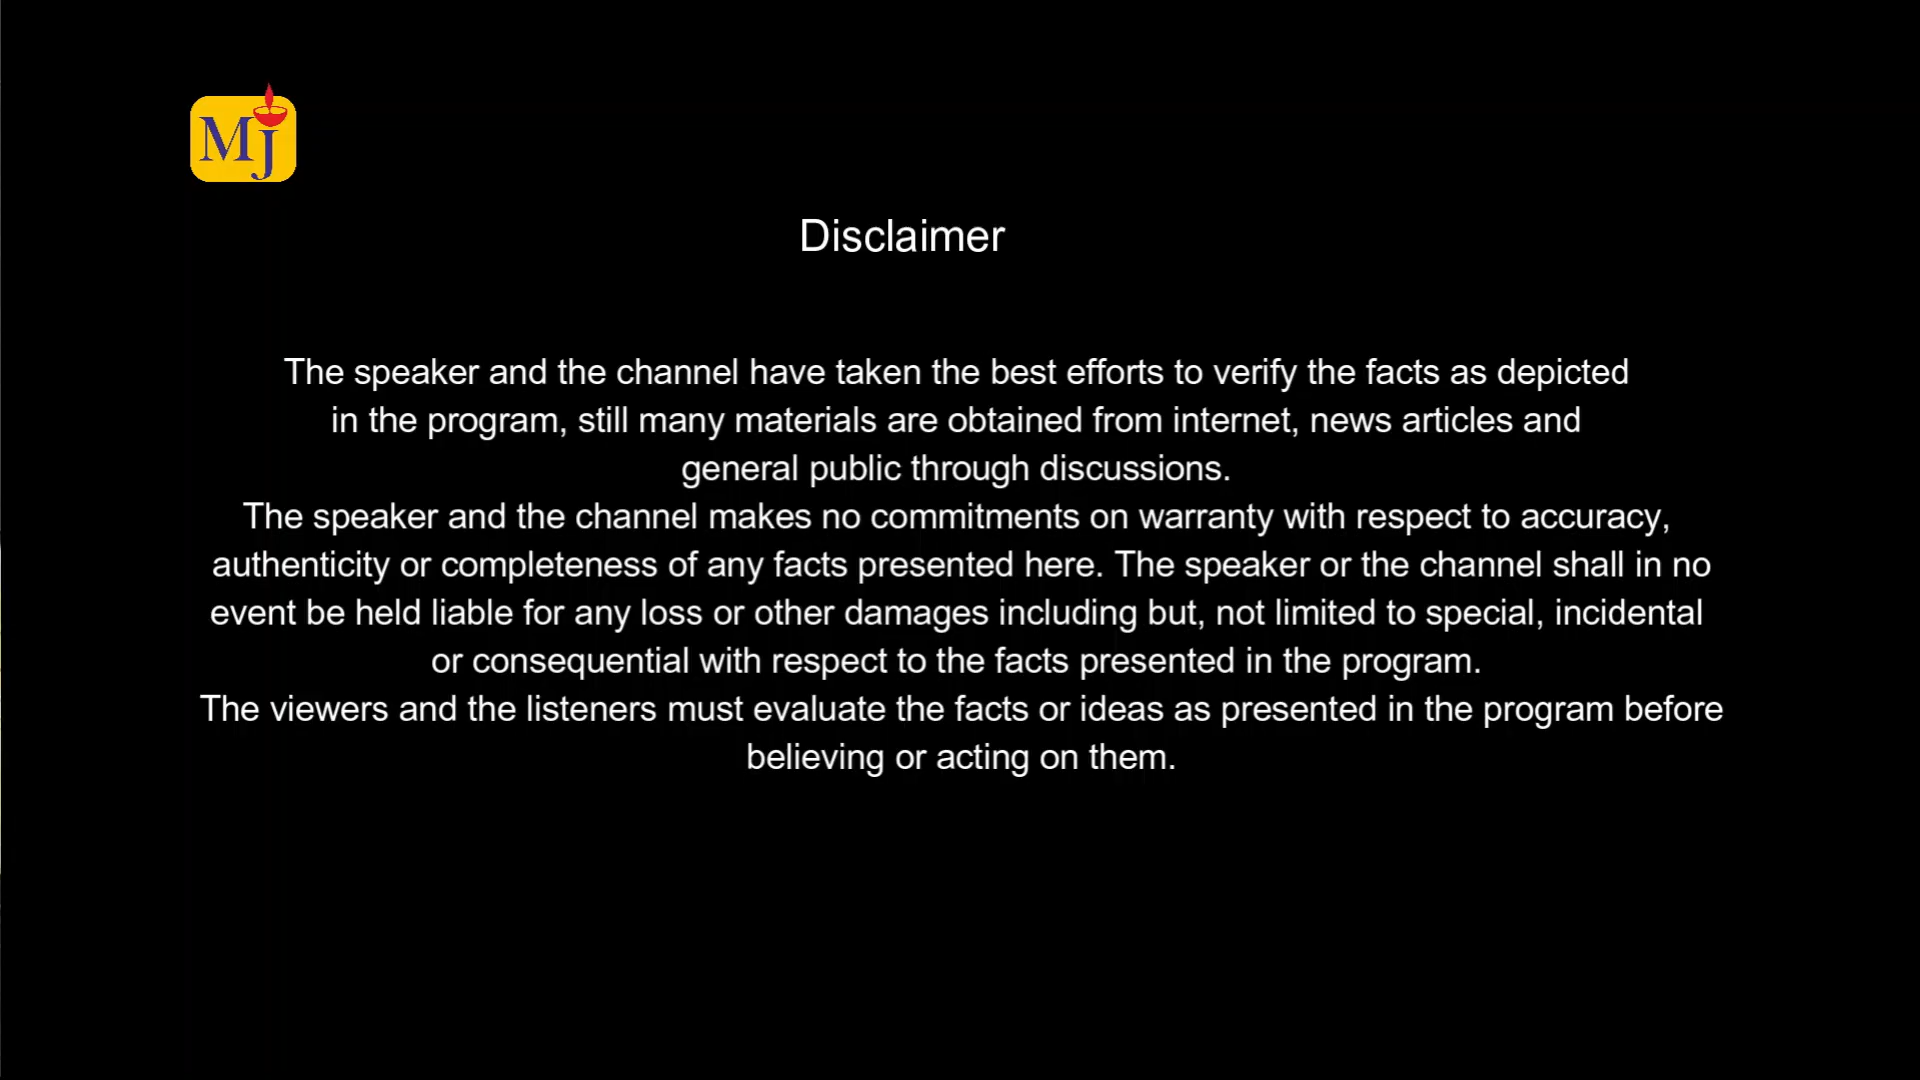 MJ
Disclaimer
The speaker and the channel have taken the best efforts to verify the facts as depicted
in the program, still many materials are obtained from internet, news articles and
general public through discussions.
The speaker and the channel makes no commitments on warranty with respect to accuracy,
authenticity or completeness of any facts presented here. The speaker or the channel shall in no
event be held liable for any loss or other damages including but, not limited to special, incidental
or consequential with respect to the facts presented in the program.
The viewers and the listeners must evaluate the facts or ideas as presented in the program before
believing or acting on them.